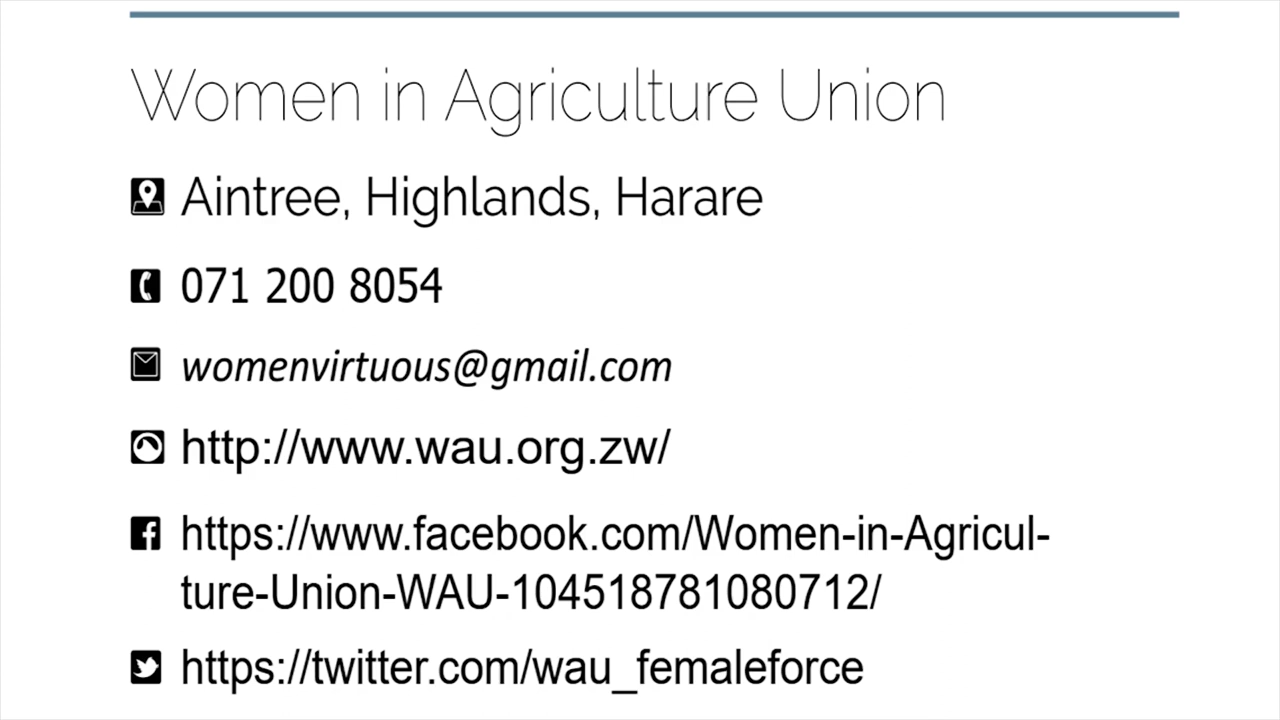 Women in Agriculture Union
Aintree, Highlands, Harare
071 200 8054
womenvirtuous@gmail.com
http://www.wau.org.zw/
https://www.facebook.com/Women-in-Agricul-
ture-Union-WAU-104518781080712/
https://twitter.com/wau_femaleforce